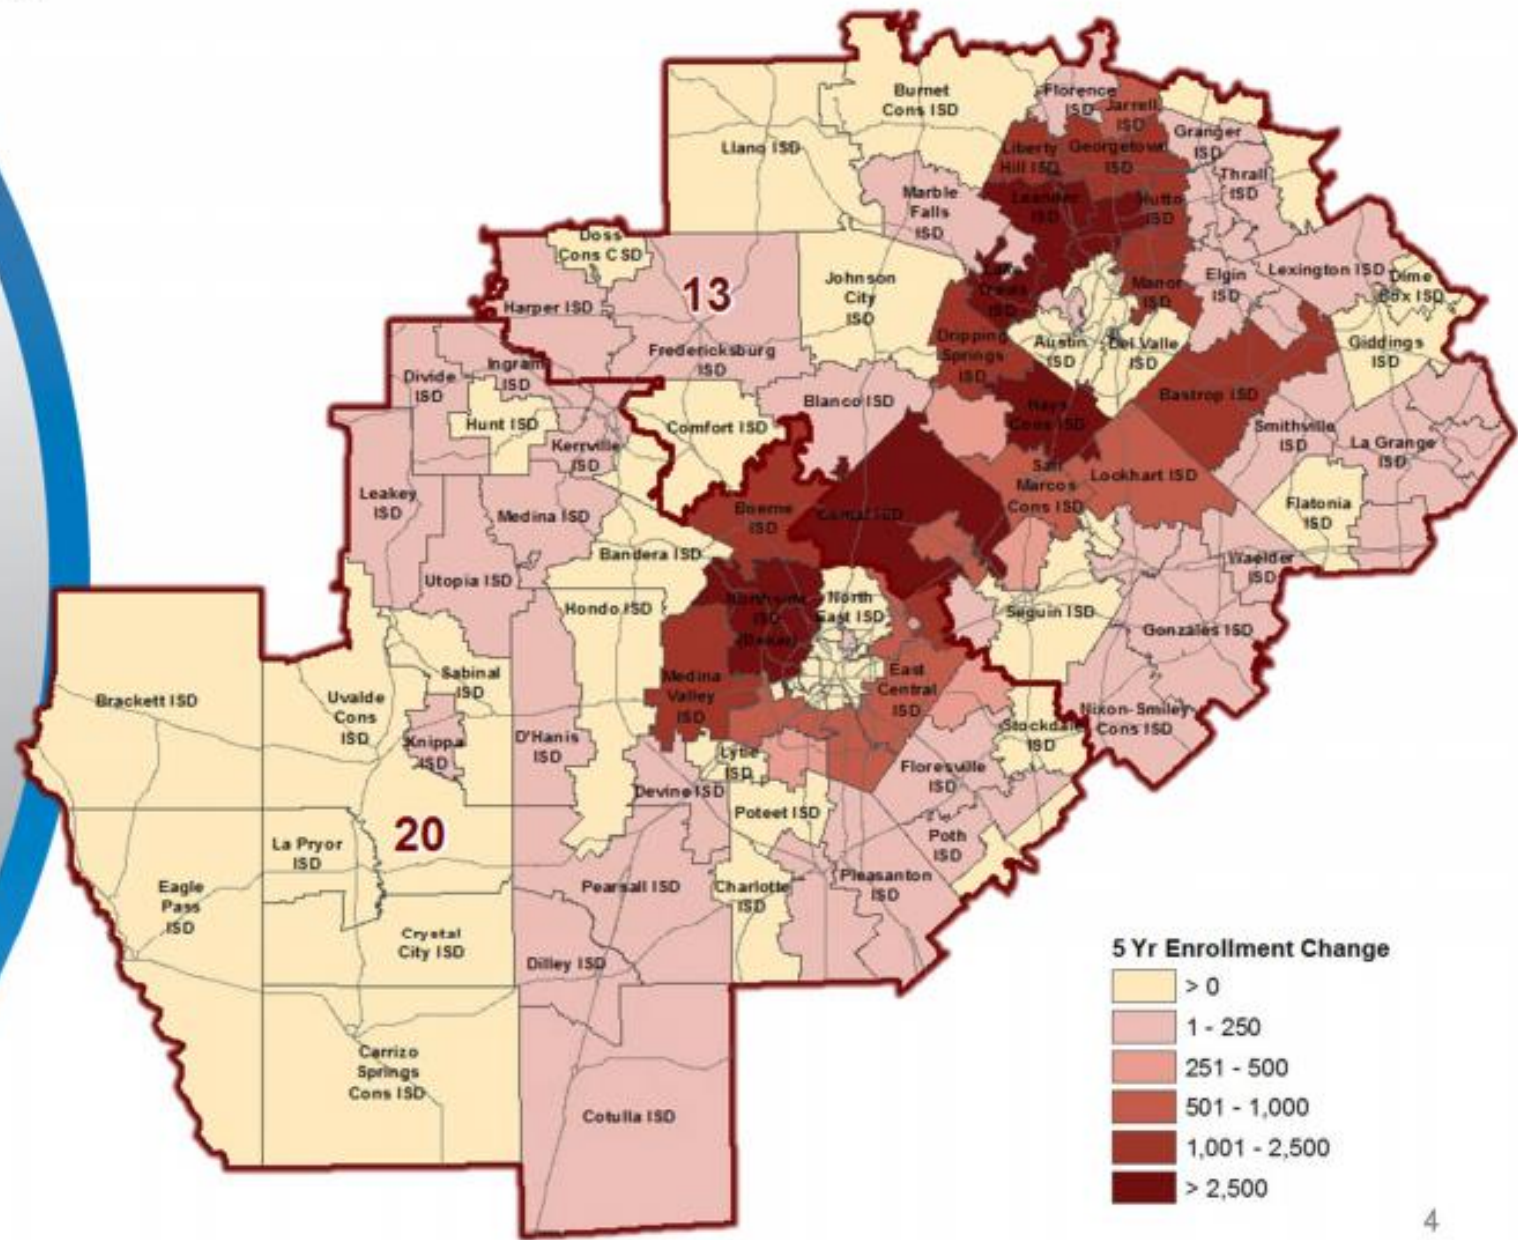 Burnet
Cons ISD
Florence
ISD
Jarrell
ISD
Llano ISD
Liberty
Hill ISD
Georgetown
ISD
Granger
ISD
Thrall
ISD
Marble
Falls
ISD
Leander
ISD
Hutto
ISD
Doss
Cons CSD
Harper ISD
13
Johnson
City
ISD
Lake
Travis
ISD
Manor
ISD
Elgin
ISD
Lexington ISD
Dime
Box ISD
Fredericksburg
ISD
Dripping
Springs
ISD
Austin
ISD
Del Valle
ISD
Giddings
ISD
Ingram
ISD
Divide
ISD
Hunt ISD
Kerrville
ISD
Comfort ISD
Blanco ISD
Hays
Cons ISD
Bastrop ISD
Smithville
ISD
La Grange
ISD
Leakey
ISD
Medina ISD
Boerne
ISD
Comal ISD
San
Marcos
Cons ISD
Lockhart ISD
Flatonia
ISD
Bandera ISD
Utopia ISD
Hondo ISD
Northside
ISD
(Bexar)
North
East ISD
Seguin ISD
Waelder
ISD
Gonzales ISD
Brackett ISD
Uvalde
Cons
ISD
Sabinal
ISD
Knippa
ISD
D'Hanis
ISD
Medina
Valley
ISD
East
Central
ISD
Stockdale
ISD
Nixon-Smiley
Cons ISD
Lytle
ISD
Devine ISD
Floresville
ISD
Poteet ISD
Poth
ISD
20
La Pryor
ISD
Eagle
Pass
ISD
Pearsall ISD
Charlotte
ISD
Pleasanton
ISD
Crystal
City ISD
Dilley ISD
Carrizo
Springs
Cons ISD
Cotulla ISD
5 Yr Enrollment Change
> 0
1 - 250
251 - 500
501 - 1,000
1,001 - 2,500
> 2,500
4